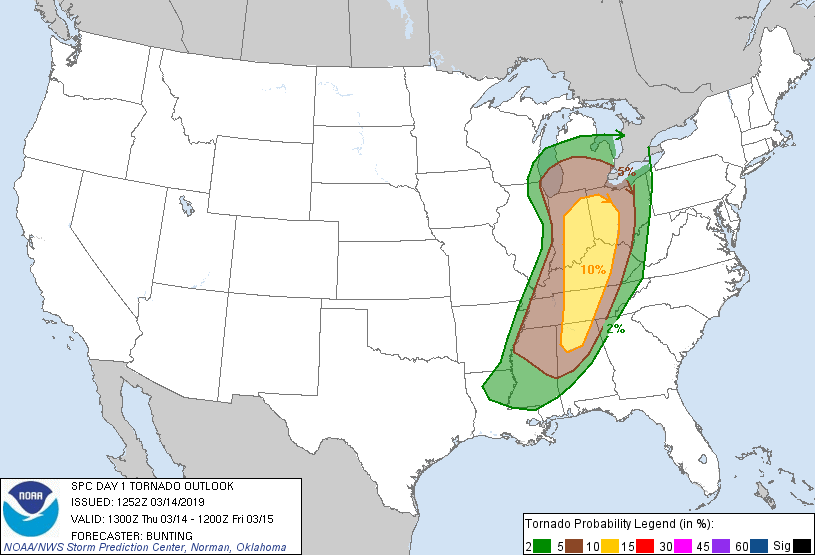 5%
10%
2%
NOAA
SPC DAY 1 TORNADO OUTLOOK
ISSUED: 1252Z 03/14/2019
VALID: 1300Z Thu 03/14 - 1200Z Fri 03/15
FORECASTER: BUNTING
NOAA/NWS Storm Prediction Center, Norman, Oklahoma
Tornado Probability Legend (in %):
2 5 10 15 30 45 60 Sig